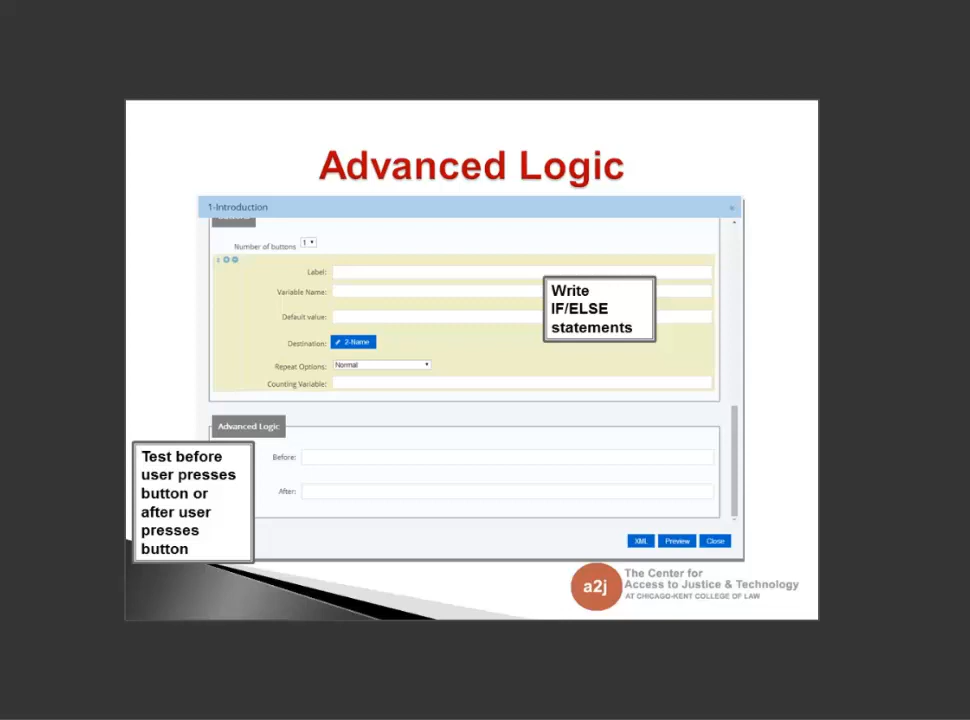 Advanced Logic
1-Introduction
Number of buttons
1
1
Label:
Variable Name:
Default value:
Destination:
2-Name
Repeat Options:
Normal
Counting Variable:
Write
IF/ELSE
statements
Advanced Logic
Before:
After:
Test before
user presses
button or
after user
presses
button
XML
Preview
Close
a2j
The Center for
Access to Justice & Technology
AT CHICAGO-KENT COLLEGE OF LAW